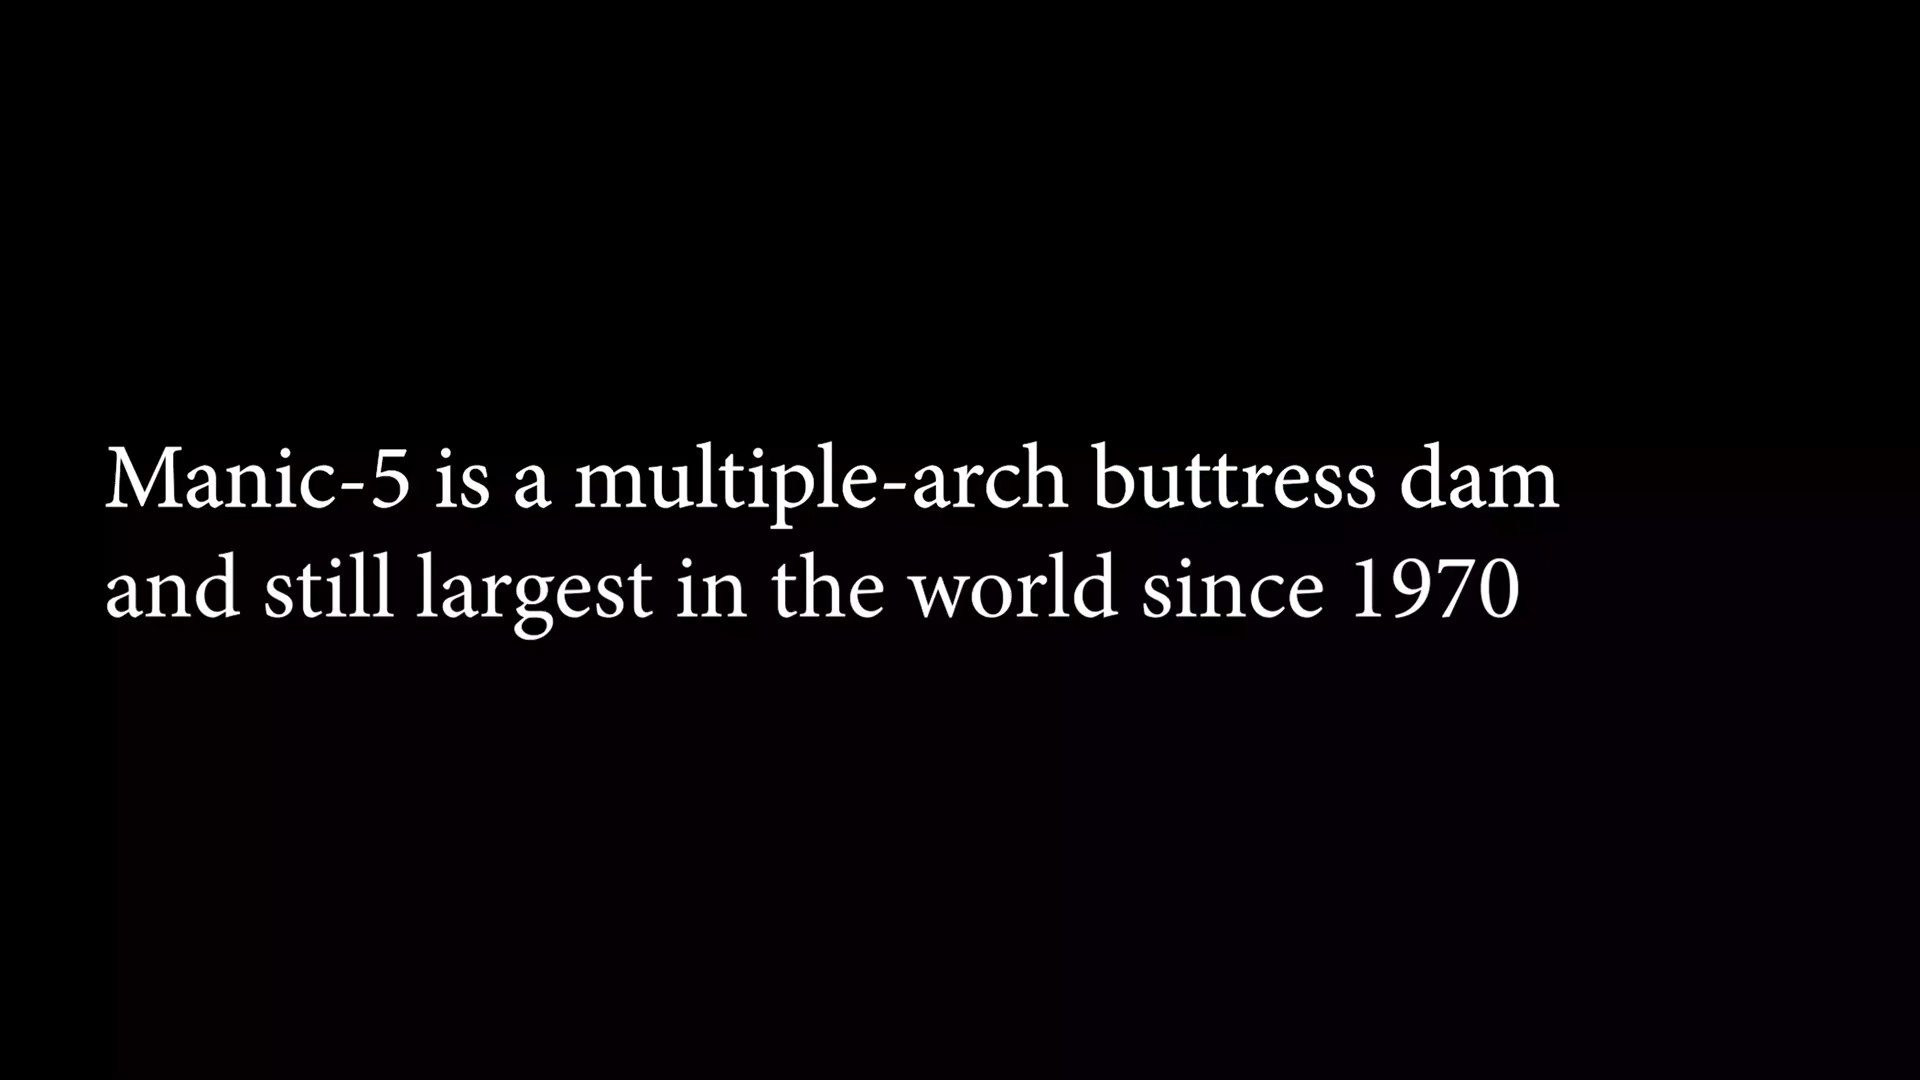 Manic-5 is a multiple-arch buttress dam
and still largest in the world since 1970